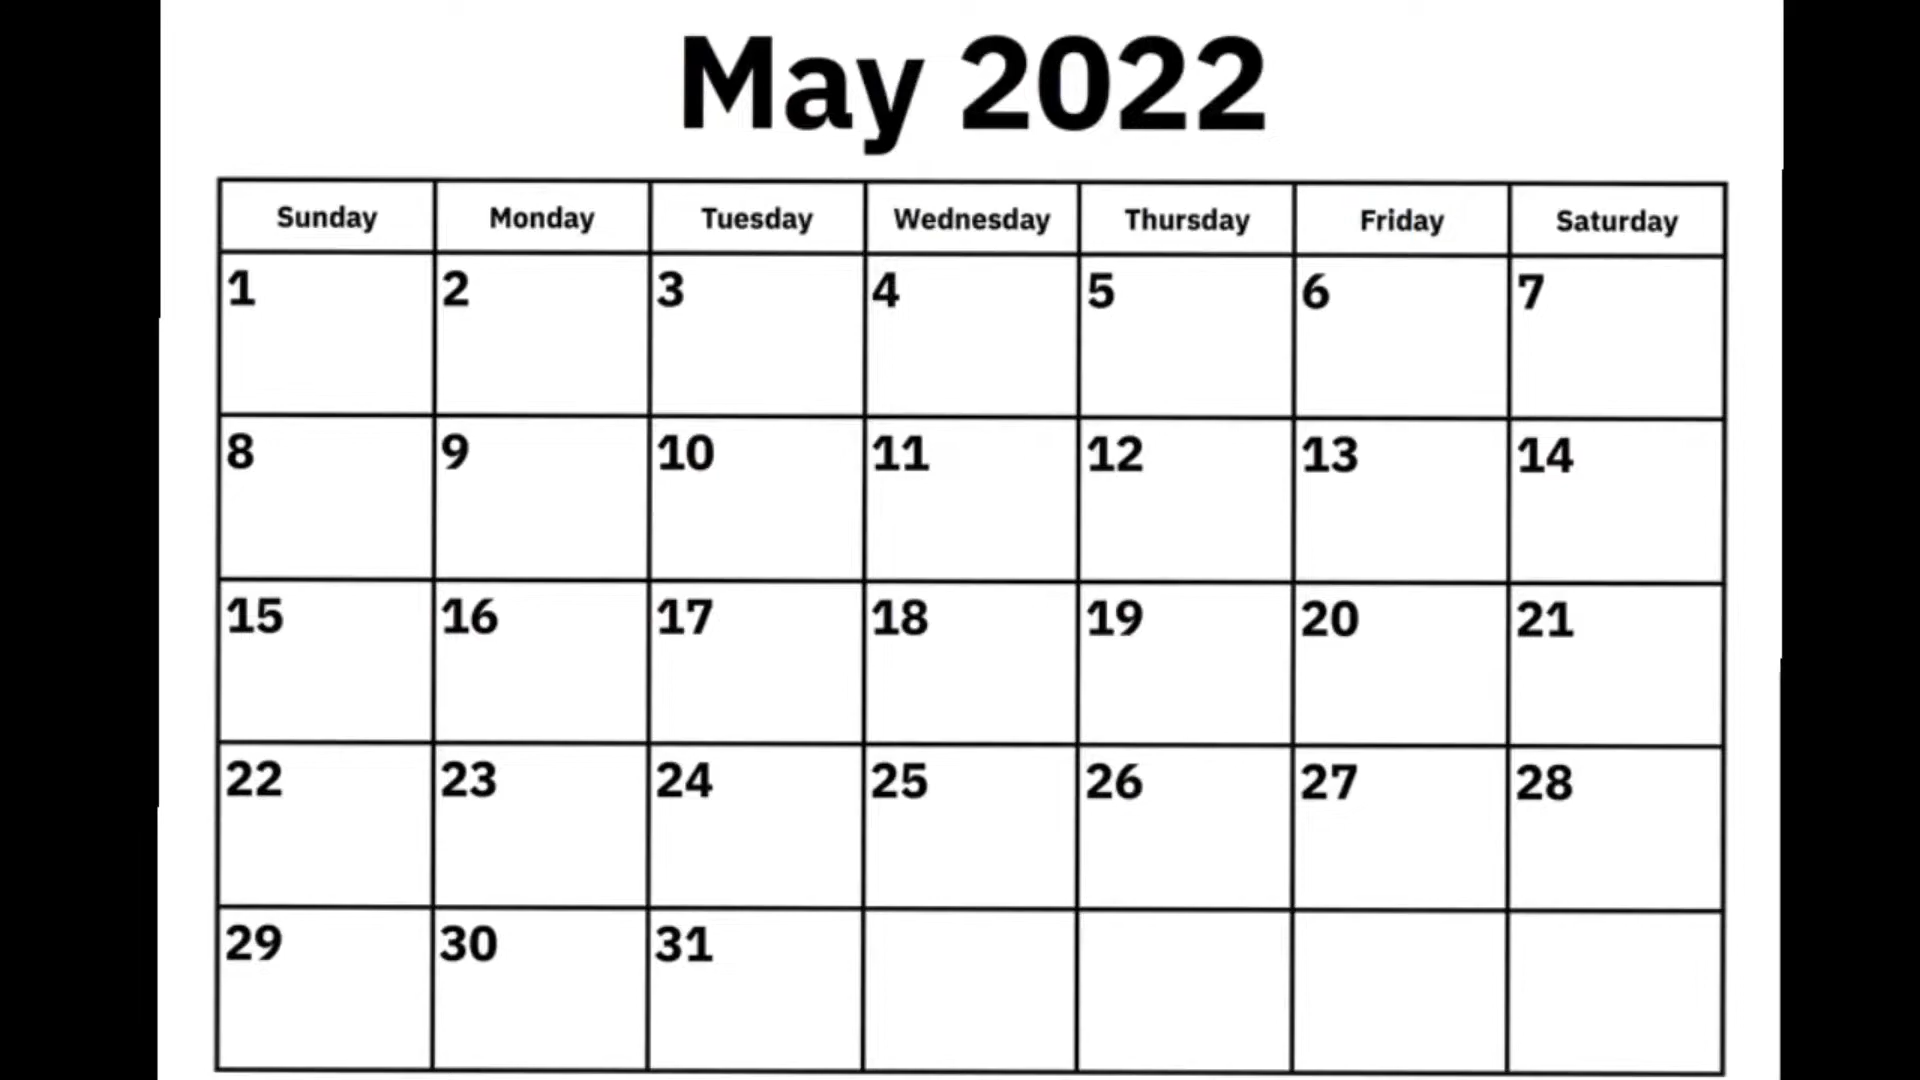 May 2022
Sunday Monday Tuesday Wednesday Thursday Friday Saturday
1 2 3 4 5 6 7
8 9 10 11 12 13 14
15 16 17 18 19 20 21
22 23 24 25 26 27 28
29 30 31